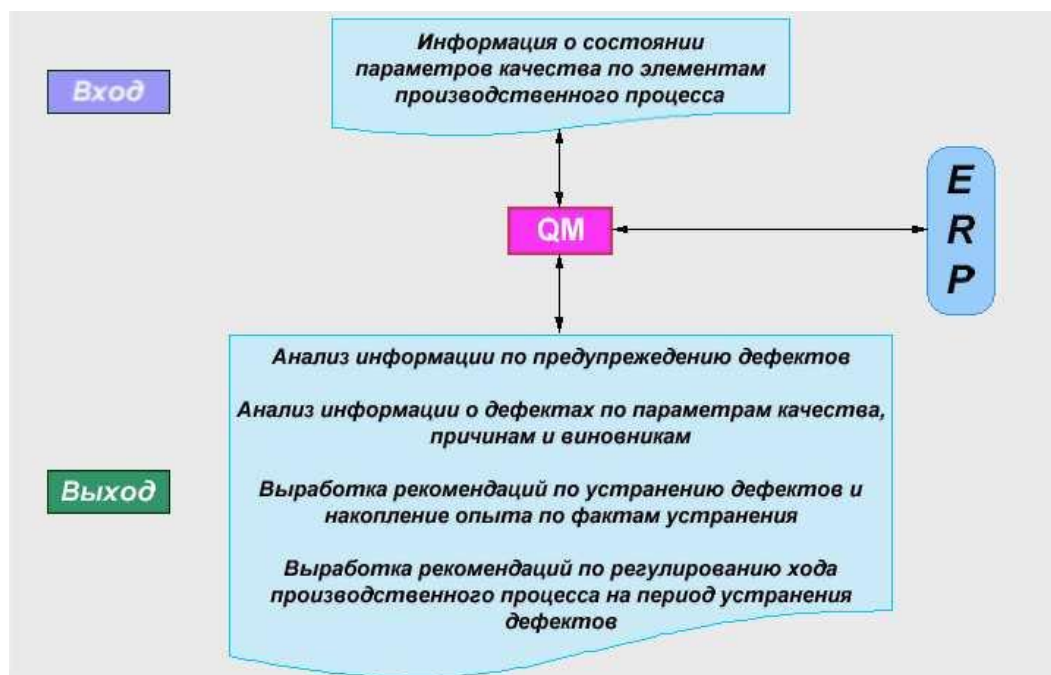 Информация о состоянии
параметров качества по элементам
производственного процесса
Вход
E
R
P
QM
Анализ информации по предупрежедению дефектов
Анализ информации о дефектах по параметрам качества,
причинам и виновникам
Выход
Выработка рекомендаций по устранению дефектов и
накопление опыта по фактам устранения
Выработка рекомендаций по регулированию хода
производственного процесса на период устранения
дефектов